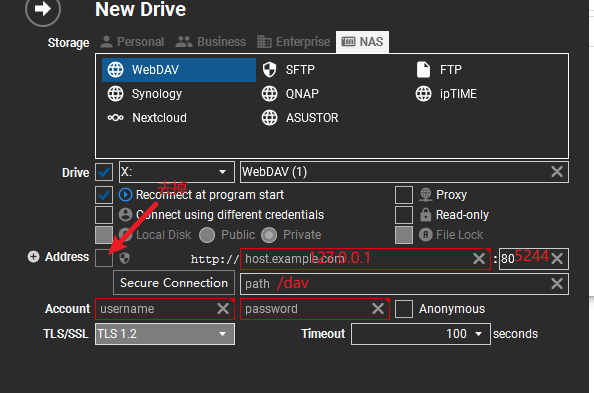 New Drive
Storage Personal Business Enterprise NAS
WebDAV SFTP FTP
Synology QNAP ipTIME
Nextcloud ASUSTOR
Drive X: WebDAV (1)
去掉
Reconnect at program start Proxy
Connect using different credentials Read-only
Local Disk Public Private File Lock
Address http:// host.example.com 127.0.0.1 : 80 5244
Secure Connection path /dav
Account username password Anonymous
TLS/SSL TLS 1.2 Timeout 100 seconds